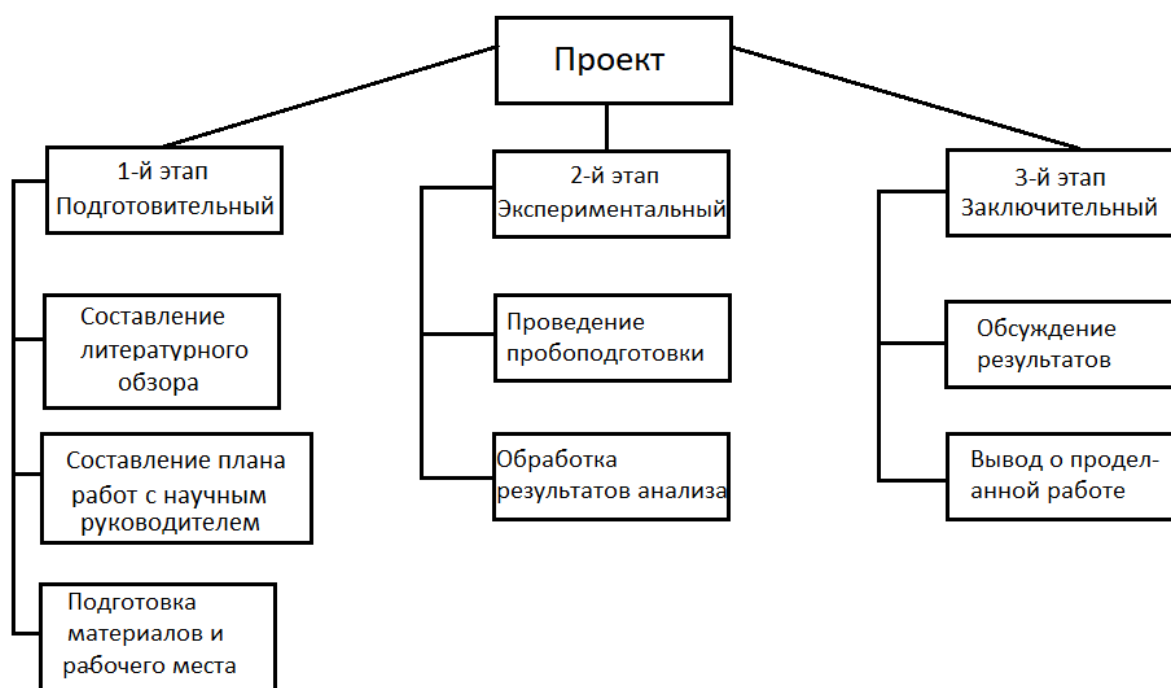 Проект
1-й этап
Подготовительный
Составление
литературного
обзора
Составление плана
работ с научным
руководителем
Подготовка
материалов и
рабочего места
2-й этап
Экспериментальный
Проведение
пробоподготовки
Обработка
результатов анализа
3-й этап
Заключительный
Обсуждение
результатов
Вывод о продел-
анной работе